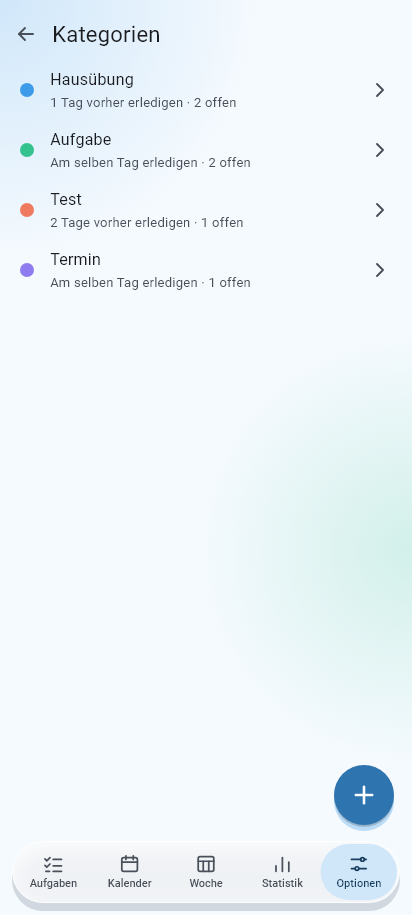 Kategorien
Hausübung
1 Tag vorher erledigen · 2 offen
Aufgabe
Am selben Tag erledigen · 2 offen
Test
2 Tage vorher erledigen · 1 offen
Termin
Am selben Tag erledigen · 1 offen
Aufgaben Kalender Woche Statistik Optionen